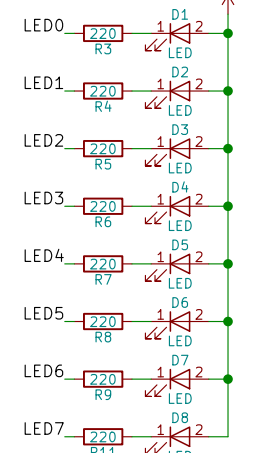 D1
LED0 220 1 2
R3 LED
D2
LED1 220 1 2
R4 LED
D3
LED2 220 1 2
R5 LED
D4
LED3 220 1 2
R6 LED
D5
LED4 220 1 2
R7 LED
D6
LED5 220 1 2
R8 LED
D7
LED6 220 1 2
R9 LED
D8
LED7 220 1 2
R11 LED